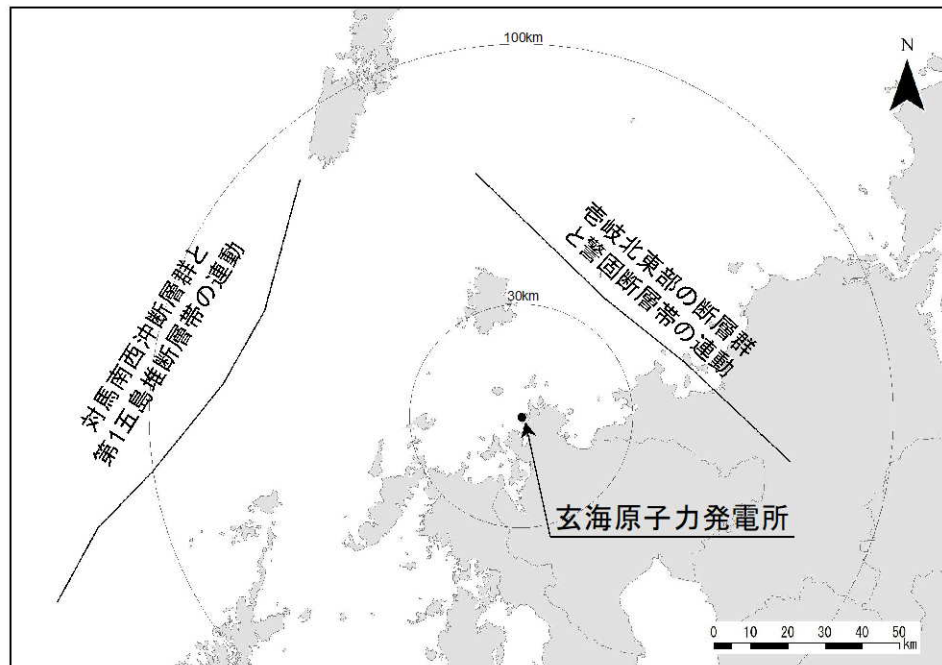 100km
N
対馬南西沖断層群と
第1五島堆断層帯の連動
壱岐北東部の断層群
と警固断層帯の連動
30km
玄海原子力発電所
0 10 20 30 40 50
km